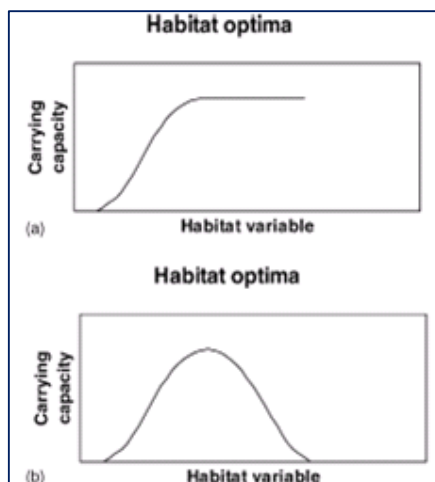 Habitat optima
Carrying
capacity
(a)
Habitat variable
Habitat optima
Carrying
capacity
(b)
Habitat variable